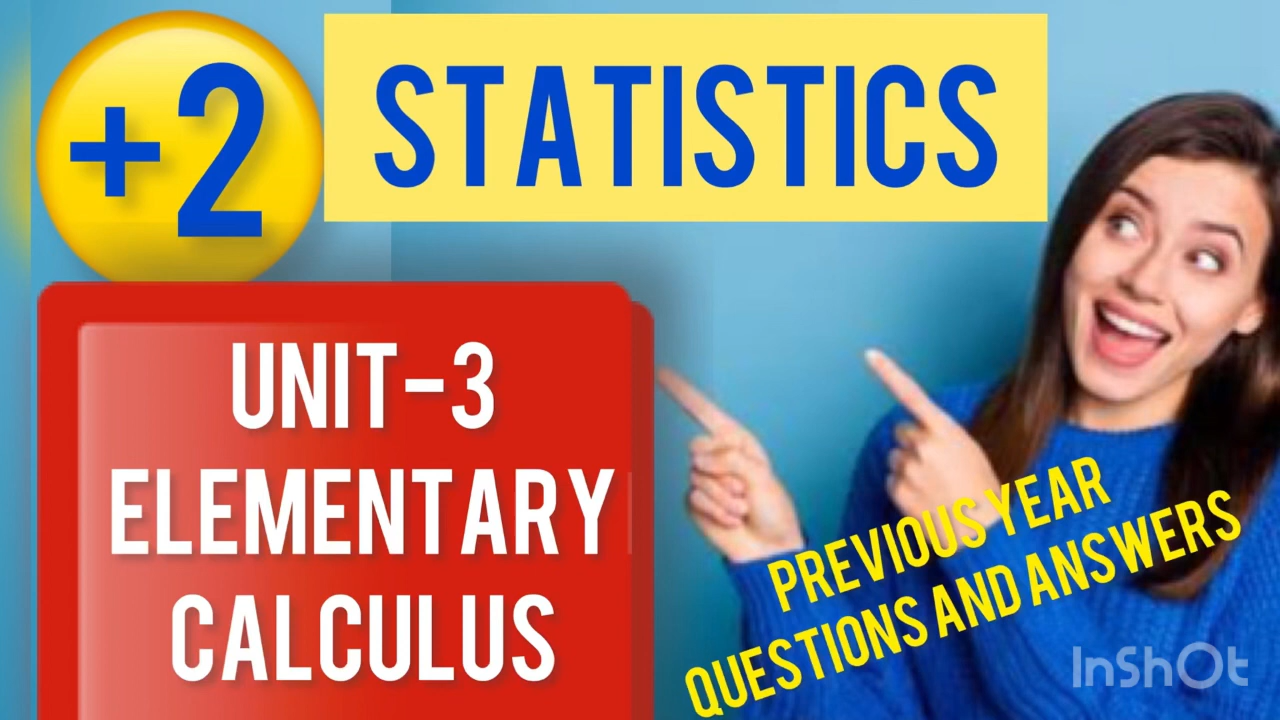 +2
STATISTICS
UNIT-3
ELEMENTARY
CALCULUS
PREVIOUS YEAR
QUESTIONS AND ANSWERS
InShOt